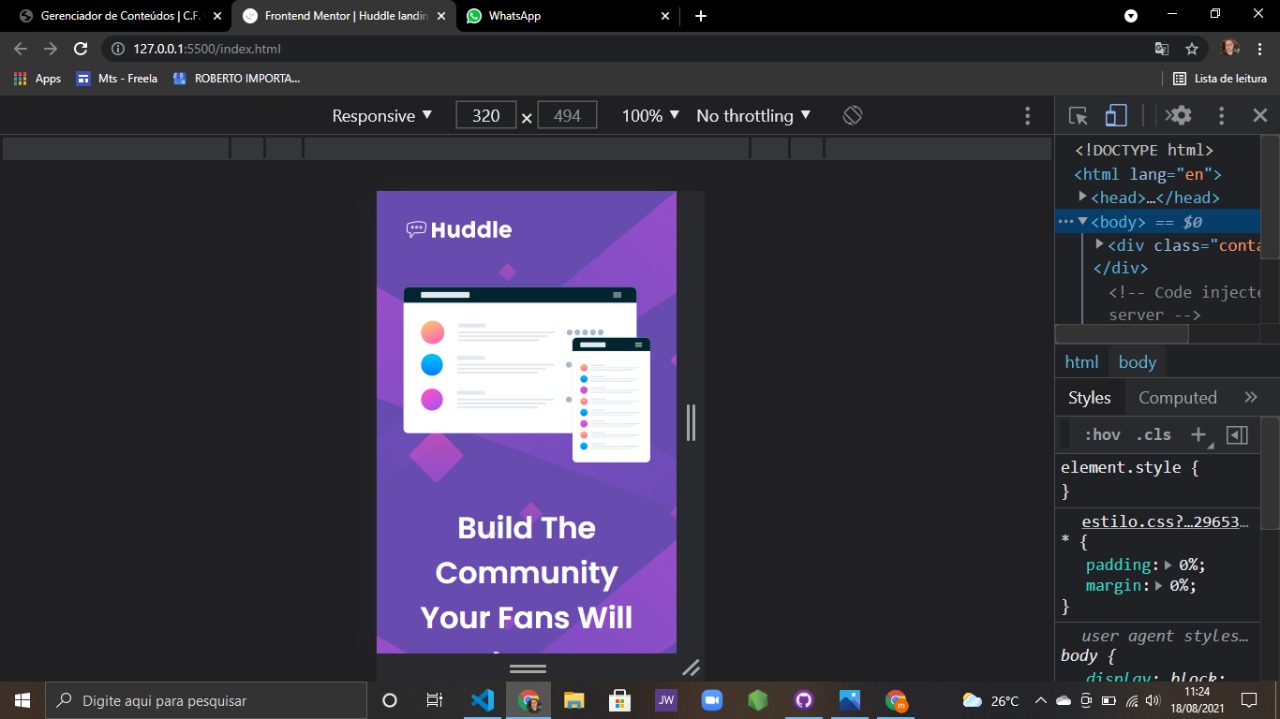 Gerenciador de Conteúdos | C.F.
Frontend Mentor | Huddle landin
WhatsApp
127.0.0.1:5500/index.html
Apps
Mts - Freela
ROBERTO IMPORTA...
Lista de leitura
Responsive ▼ 320 × 494 100% ▼ No throttling ▼
<!DOCTYPE html>
<html lang="en">
<head>…</head>
<body> == $0
<div class="conta
</div>
<!-- Code injecte
server -->
html body
Styles Computed »
:hov .cls +
element.style {
}
estilo.css?…29653…
* {
padding: 0%;
margin: 0%;
}
user agent styles…
body {
display: block;
Huddle
Build The
Community
Your Fans Will
Digite aqui para pesquisar
JW
m
26°C
11:24
18/08/2021